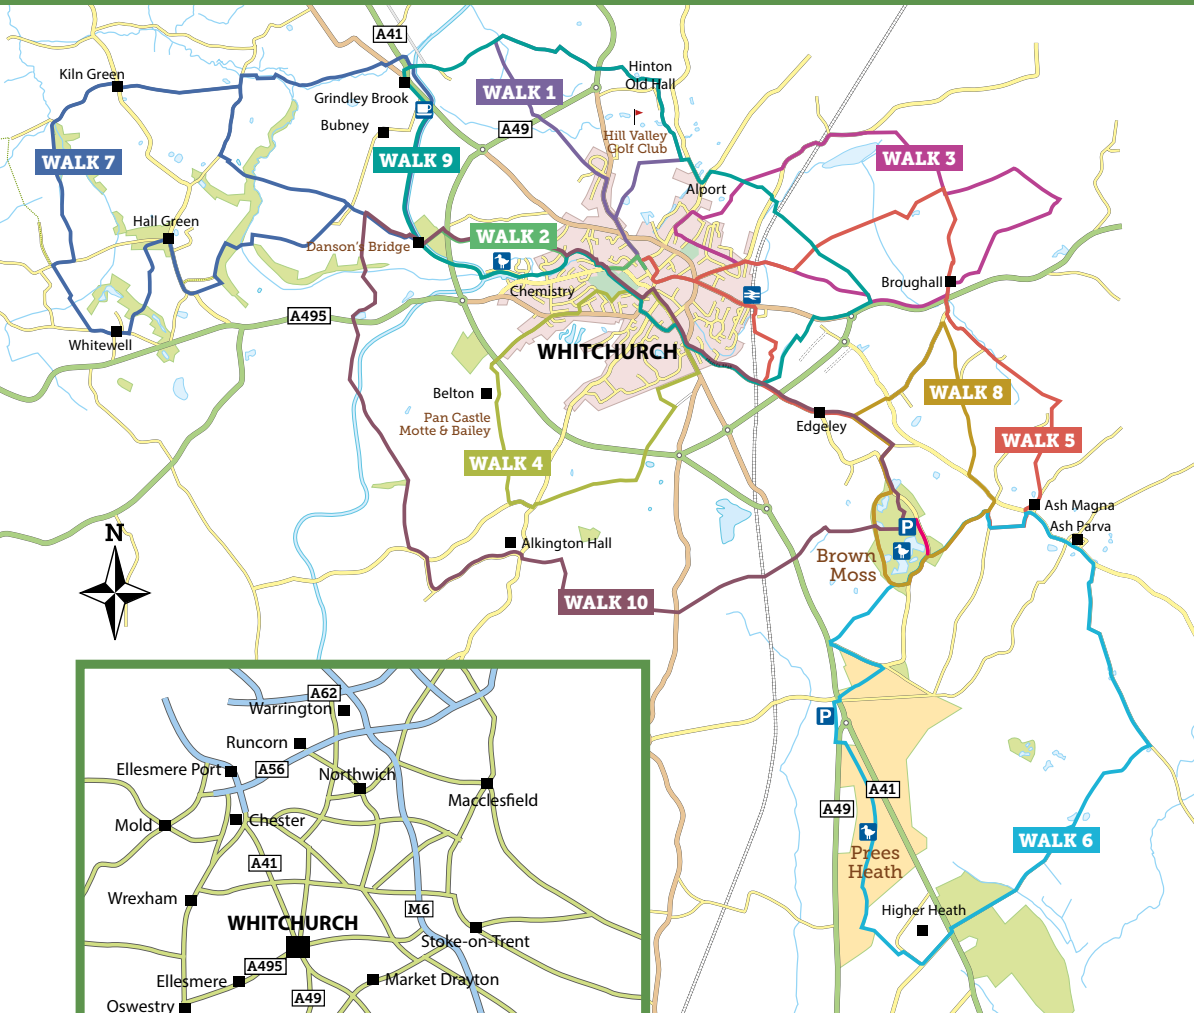 A41
Kiln Green
Hinton
Old Hall
WALK 1
Grindley Brook
Bubney
A49
Hill Valley
Golf Club
WALK 7
WALK 9
WALK 3
Alport
Hall Green
Danson's Bridge
WALK 2
Chemistry
Broughall
A495
Whitewell
WHITCHURCH
Belton
WALK 8
Pan Castle
Motte & Bailey
Edgeley
WALK 5
WALK 4
Ash Magna
Ash Parva
N
Alkington Hall
P
Brown
Moss
WALK 10
P
A41
A49
Prees
Heath
WALK 6
Higher Heath
A62
Warrington
Runcorn
Ellesmere Port
A56
Northwich
Macclesfield
Mold
Chester
A41
Wrexham
M6
WHITCHURCH
Stoke-on-Trent
A495
Ellesmere
Market Drayton
A49
Oswestry